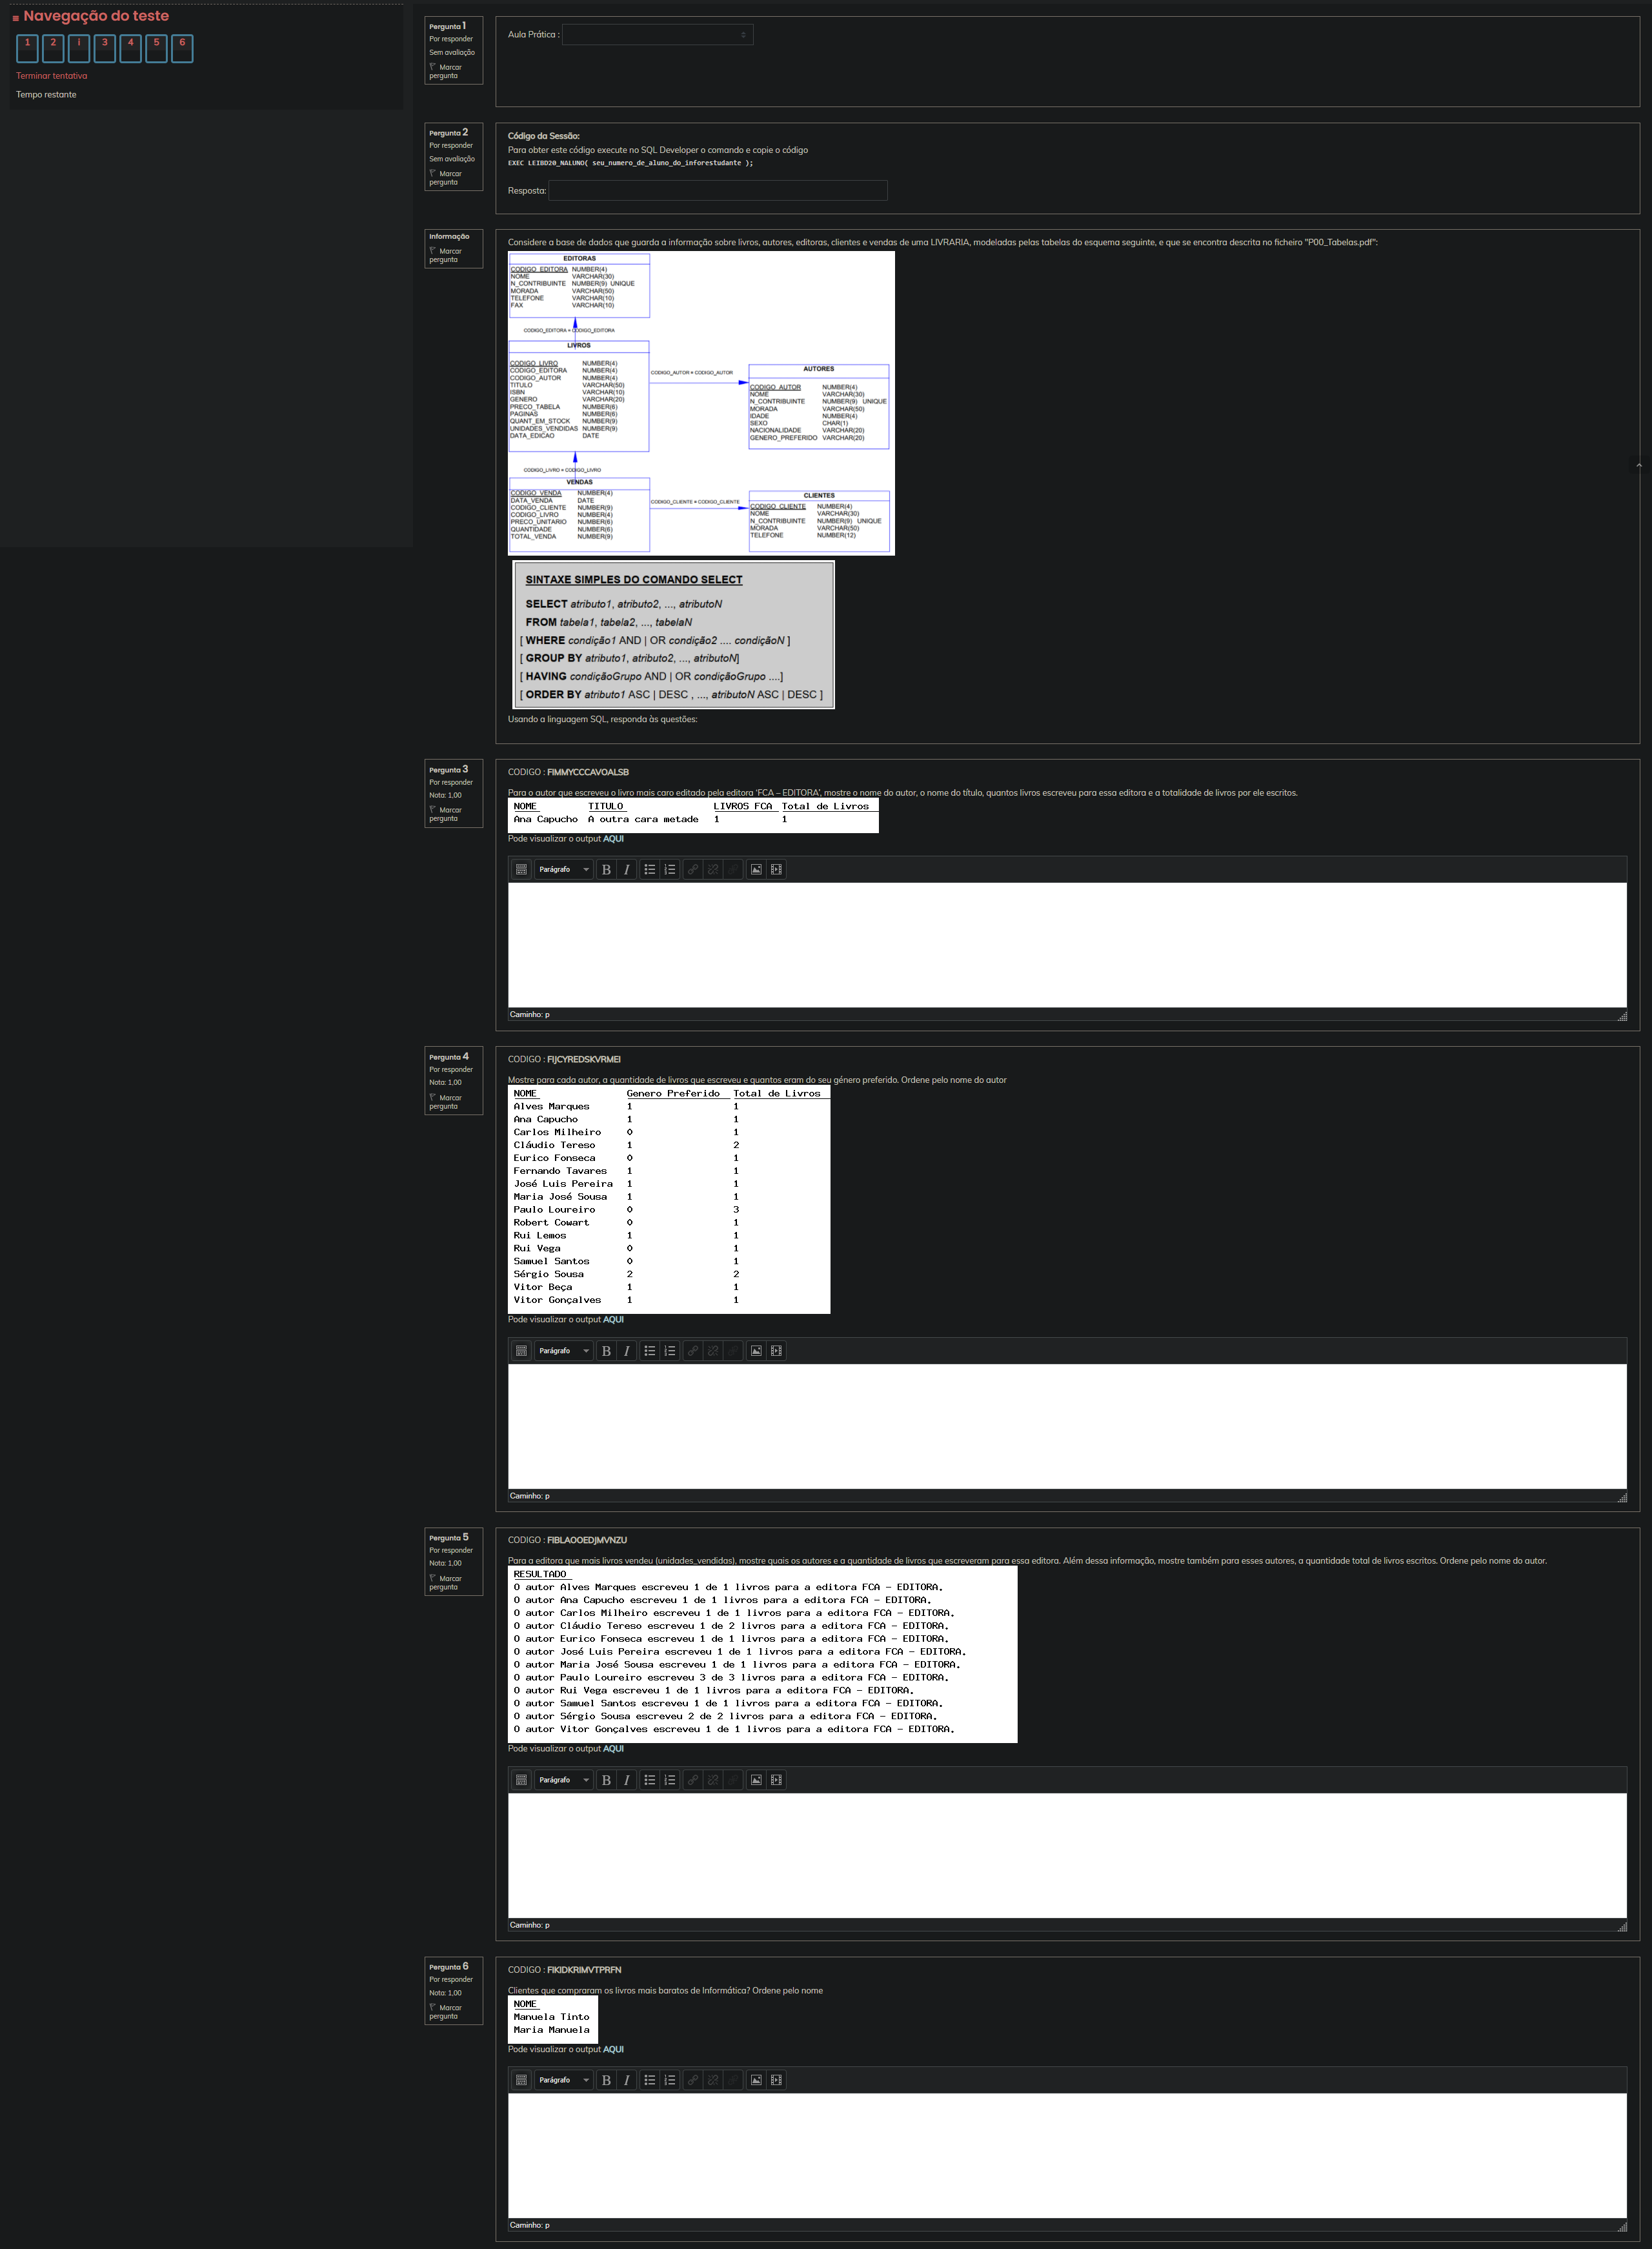 Navegação do teste
1 2 i 3 4 5 6
Terminar tentativa
Tempo restante
Pergunta 1
Por responder
Sem avaliação
Marcar
pergunta
Aula Prática :
Pergunta 2
Por responder
Sem avaliação
Marcar
pergunta
Código da Sessão:
Para obter este código execute no SQL Developer o comando e copie o código
EXEC LEIBD20_NALUNO( seu_numero_de_aluno_do_inforestudante );
Resposta:
Informação
Marcar
pergunta
Considere a base de dados que guarda a informação sobre livros, autores, editoras, clientes e vendas de uma LIVRARIA, modeladas pelas tabelas do esquema seguinte, e que se encontra descrita no ficheiro "P00_Tabelas.pdf":
EDITORAS
CODIGO_EDITORA NUMBER(4)
NOME VARCHAR(30)
N_CONTRIBUINTE NUMBER(9) UNIQUE
MORADA VARCHAR(50)
TELEFONE VARCHAR(10)
FAX VARCHAR(10)
CODIGO_EDITORA = CODIGO_EDITORA
LIVROS
CODIGO_LIVRO NUMBER(4)
CODIGO_EDITORA NUMBER(4)
CODIGO_AUTOR NUMBER(4)
TITULO VARCHAR(50)
ISBN VARCHAR(10)
GENERO VARCHAR(20)
PRECO_TABELA NUMBER(6)
PAGINAS NUMBER(6)
QUANT_EM_STOCK NUMBER(9)
UNIDADES_VENDIDAS NUMBER(9)
DATA_EDICAO DATE
CODIGO_AUTOR = CODIGO_AUTOR
AUTORES
CODIGO_AUTOR NUMBER(4)
NOME VARCHAR(30)
N_CONTRIBUINTE NUMBER(9) UNIQUE
MORADA VARCHAR(50)
IDADE NUMBER(4)
SEXO CHAR(1)
NACIONALIDADE VARCHAR(20)
GENERO_PREFERIDO VARCHAR(20)
CODIGO_LIVRO = CODIGO_LIVRO
VENDAS
CODIGO_VENDA NUMBER(4)
DATA_VENDA DATE
CODIGO_CLIENTE NUMBER(9)
CODIGO_LIVRO NUMBER(4)
PRECO_UNITARIO NUMBER(6)
QUANTIDADE NUMBER(6)
TOTAL_VENDA NUMBER(9)
CODIGO_CLIENTE = CODIGO_CLIENTE
CLIENTES
CODIGO_CLIENTE NUMBER(4)
NOME VARCHAR(30)
N_CONTRIBUINTE NUMBER(9) UNIQUE
MORADA VARCHAR(50)
TELEFONE NUMBER(12)
SINTAXE SIMPLES DO COMANDO SELECT
SELECT atributo1, atributo2, ..., atributoN
FROM tabela1, tabela2, ..., tabelaN
[ WHERE condição1 AND | OR condição2 .... condiçãoN ]
[ GROUP BY atributo1, atributo2, ..., atributoN]
[ HAVING condiçãoGrupo AND | OR condiçãoGrupo ....]
[ ORDER BY atributo1 ASC | DESC , ..., atributoN ASC | DESC ]
Usando a linguagem SQL, responda às questões:
Pergunta 3
Por responder
Nota: 1,00
Marcar
pergunta
CODIGO : FIMMYCCCAVOALSB
Para o autor que escreveu o livro mais caro editado pela editora 'FCA – EDITORA', mostre o nome do autor, o nome do título, quantos livros escreveu para essa editora e a totalidade de livros por ele escritos.
NOME TITULO LIVROS FCA Total de Livros
Ana Capucho A outra cara metade 1 1
Pode visualizar o output AQUI
Parágrafo
Caminho: p
Pergunta 4
Por responder
Nota: 1,00
Marcar
pergunta
CODIGO : FIJCYREDSKVRMEI
Mostre para cada autor, a quantidade de livros que escreveu e quantos eram do seu género preferido. Ordene pelo nome do autor
NOME Genero Preferido Total de Livros
Alves Marques 1 1
Ana Capucho 1 1
Carlos Milheiro 0 1
Cláudio Tereso 1 2
Eurico Fonseca 0 1
Fernando Tavares 1 1
José Luis Pereira 1 1
Maria José Sousa 1 1
Paulo Loureiro 0 3
Robert Cowart 0 1
Rui Lemos 1 1
Rui Vega 0 1
Samuel Santos 0 1
Sérgio Sousa 2 2
Vitor Beça 1 1
Vitor Gonçalves 1 1
Pode visualizar o output AQUI
Parágrafo
Caminho: p
Pergunta 5
Por responder
Nota: 1,00
Marcar
pergunta
CODIGO : FIBLAOOEDJMVNZU
Para a editora que mais livros vendeu (unidades_vendidas), mostre quais os autores e a quantidade de livros que escreveram para essa editora. Além dessa informação, mostre também para esses autores, a quantidade total de livros escritos. Ordene pelo nome do autor.
RESULTADO
O autor Alves Marques escreveu 1 de 1 livros para a editora FCA – EDITORA.
O autor Ana Capucho escreveu 1 de 1 livros para a editora FCA – EDITORA.
O autor Carlos Milheiro escreveu 1 de 1 livros para a editora FCA – EDITORA.
O autor Cláudio Tereso escreveu 1 de 2 livros para a editora FCA – EDITORA.
O autor Eurico Fonseca escreveu 1 de 1 livros para a editora FCA – EDITORA.
O autor José Luis Pereira escreveu 1 de 1 livros para a editora FCA – EDITORA.
O autor Maria José Sousa escreveu 1 de 1 livros para a editora FCA – EDITORA.
O autor Paulo Loureiro escreveu 3 de 3 livros para a editora FCA – EDITORA.
O autor Rui Vega escreveu 1 de 1 livros para a editora FCA – EDITORA.
O autor Samuel Santos escreveu 1 de 1 livros para a editora FCA – EDITORA.
O autor Sérgio Sousa escreveu 2 de 2 livros para a editora FCA – EDITORA.
O autor Vitor Gonçalves escreveu 1 de 1 livros para a editora FCA – EDITORA.
Pode visualizar o output AQUI
Parágrafo
Caminho: p
Pergunta 6
Por responder
Nota: 1,00
Marcar
pergunta
CODIGO : FIKIDKRIMVTPRFN
Clientes que compraram os livros mais baratos de Informática? Ordene pelo nome
NOME
Manuela Tinto
Maria Manuela
Pode visualizar o output AQUI
Parágrafo
Caminho: p